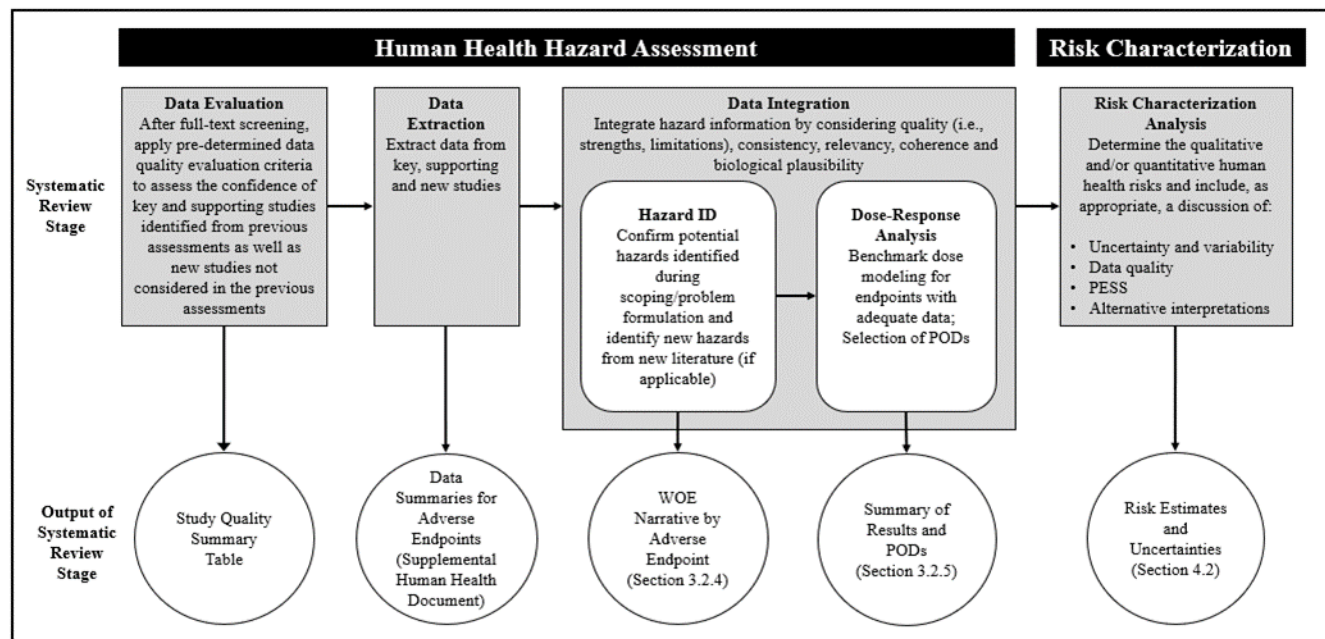 Human Health Hazard Assessment
Risk Characterization
Systematic
Review
Stage
Data Evaluation
After full-text screening,
apply pre-determined data
quality evaluation criteria
to assess the confidence of
key and supporting studies
identified from previous
assessments as well as
new studies not
considered in the previous
assessments
Data
Extraction
Extract data from
key, supporting
and new studies
Data Integration
Integrate hazard information by considering quality (i.e.,
strengths, limitations), consistency, relevancy, coherence and
biological plausibility
Hazard ID
Confirm potential
hazards identified
during
scoping/problem
formulation and
identify new hazards
from new literature (if
applicable)
Dose-Response
Analysis
Benchmark dose
modeling for
endpoints with
adequate data;
Selection of PODs
Risk Characterization
Analysis
Determine the qualitative
and/or quantitative human
health risks and include, as
appropriate, a discussion of:
• Uncertainty and variability
• Data quality
• PESS
• Alternative interpretations
Output of
Systematic
Review
Stage
Study Quality
Summary
Table
Data
Summaries for
Adverse
Endpoints
(Supplemental
Human Health
Document)
WOE
Narrative by
Adverse
Endpoint
(Section 3.2.4)
Summary of
Results and
PODs
(Section 3.2.5)
Risk Estimates
and
Uncertainties
(Section 4.2)